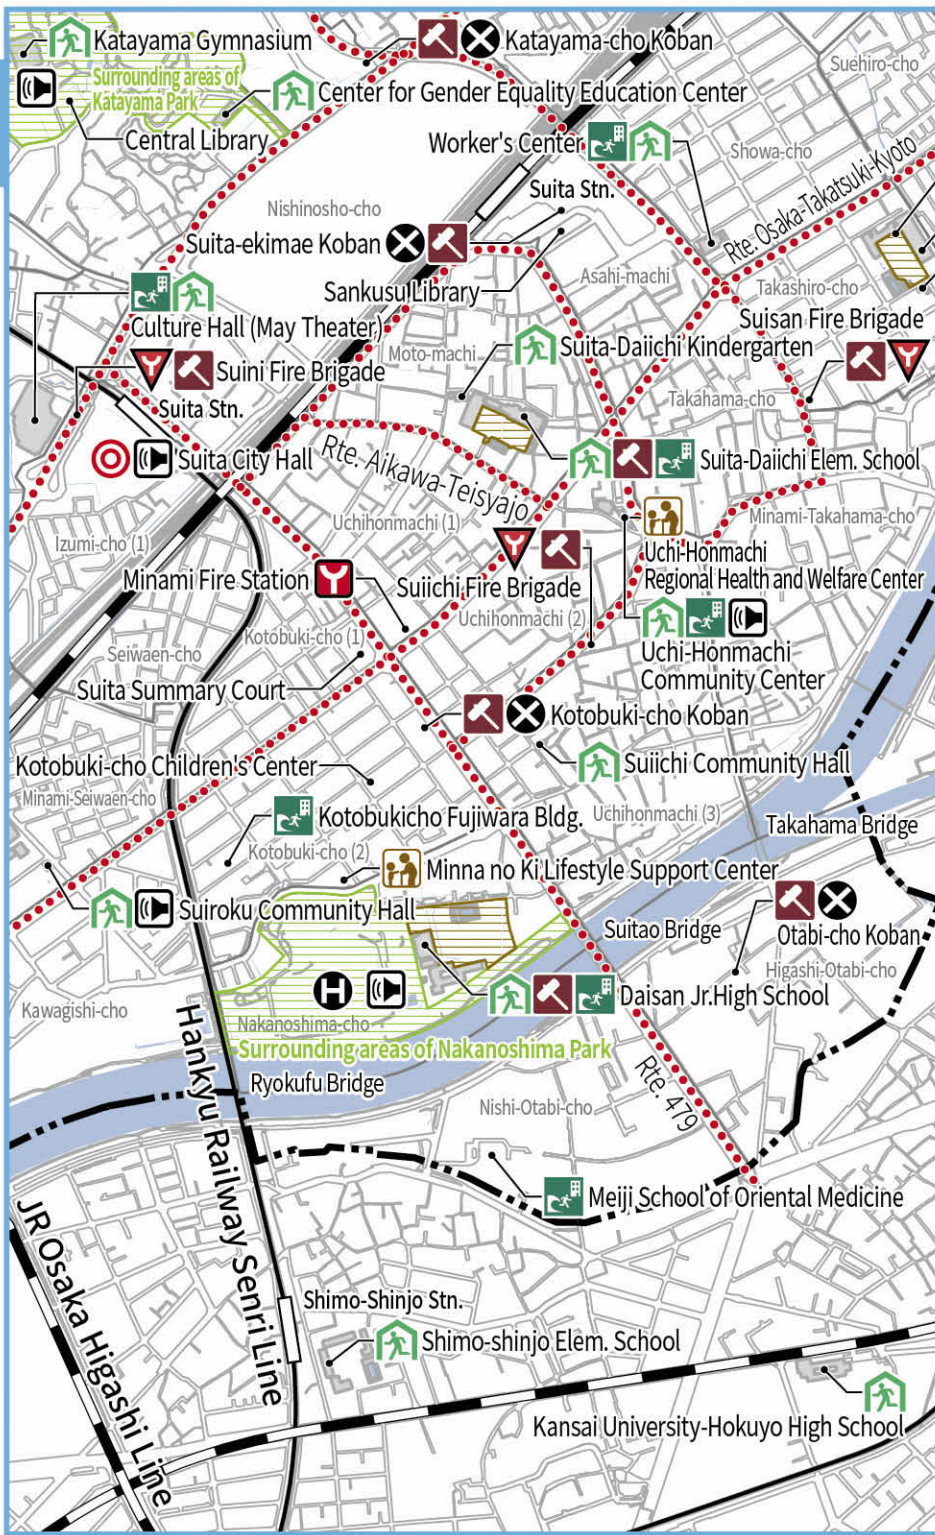 Katayama Gymnasium
Katayama-cho Koban
Suehiro-cho
Surrounding areas of
Katayama Park
Center for Gender Equality Education Center
Central Library
Worker's Center
Showa-cho
Suita Stn.
Rte. Osaka-Takatsuki-Kyoto
Nishinosho-cho
Suita-ekimae Koban
Asahi-machi
Sankusu Library
Takashiro-cho
Culture Hall (May Theater)
Suisan Fire Brigade
Moto-machi
Suita-Daiichi Kindergarten
Suini Fire Brigade
Takahama-cho
Suita Stn.
Suita City Hall
Rte. Aikawa-Teisyajo
Suita-Daiichi Elem. School
Izumi-cho (1)
Uchihonmachi (1)
Minami-Takahama-cho
Uchi-Honmachi
Regional Health and Welfare Center
Minami Fire Station
Suiichi Fire Brigade
Uchihonmachi (2)
Kotobuki-cho (1)
Uchi-Honmachi
Community Center
Seiwaen-cho
Suita Summary Court
Kotobuki-cho Koban
Kotobuki-cho Children's Center
Suiichi Community Hall
Minami-Seiwaen-cho
Kotobukicho Fujiwara Bldg.
Uchihonmachi (3)
Takahama Bridge
Kotobuki-cho (2)
Minna no Ki Lifestyle Support Center
Suiroku Community Hall
Suitao Bridge
Otabi-cho Koban
Higashi-Otabi-cho
H
Daisan Jr.High School
Kawagishi-cho
Nakanoshima-cho
Surrounding areas of Nakanoshima Park
Ryokufu Bridge
Hankyu Railway Senri Line
Rte. 479
Nishi-Otabi-cho
Meiji School of Oriental Medicine
JR Osaka Higashi Line
Shimo-Shinjo Stn.
Shimo-shinjo Elem. School
Kansai University-Hokuyo High School